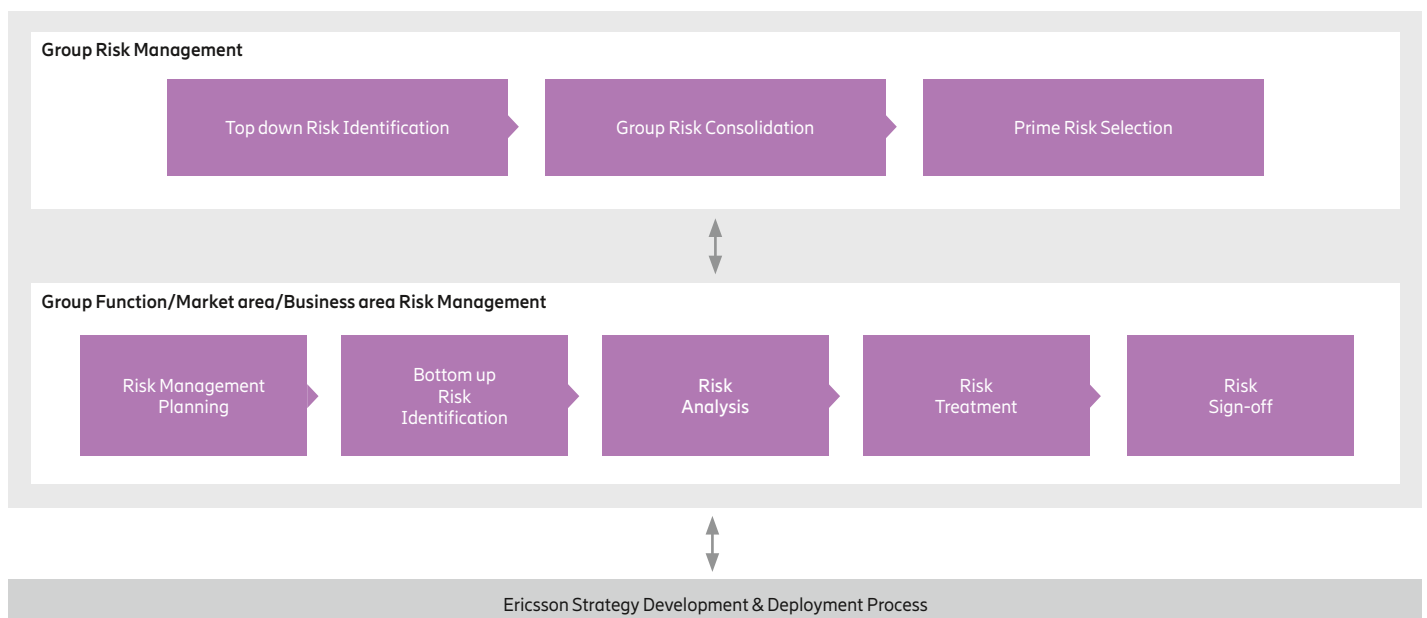 Group Risk Management
Top down Risk Identification
Group Risk Consolidation
Prime Risk Selection
Group Function/Market area/Business area Risk Management
Risk Management
Planning
Bottom up
Risk
Identification
Risk
Analysis
Risk
Treatment
Risk
Sign-off
Ericsson Strategy Development & Deployment Process